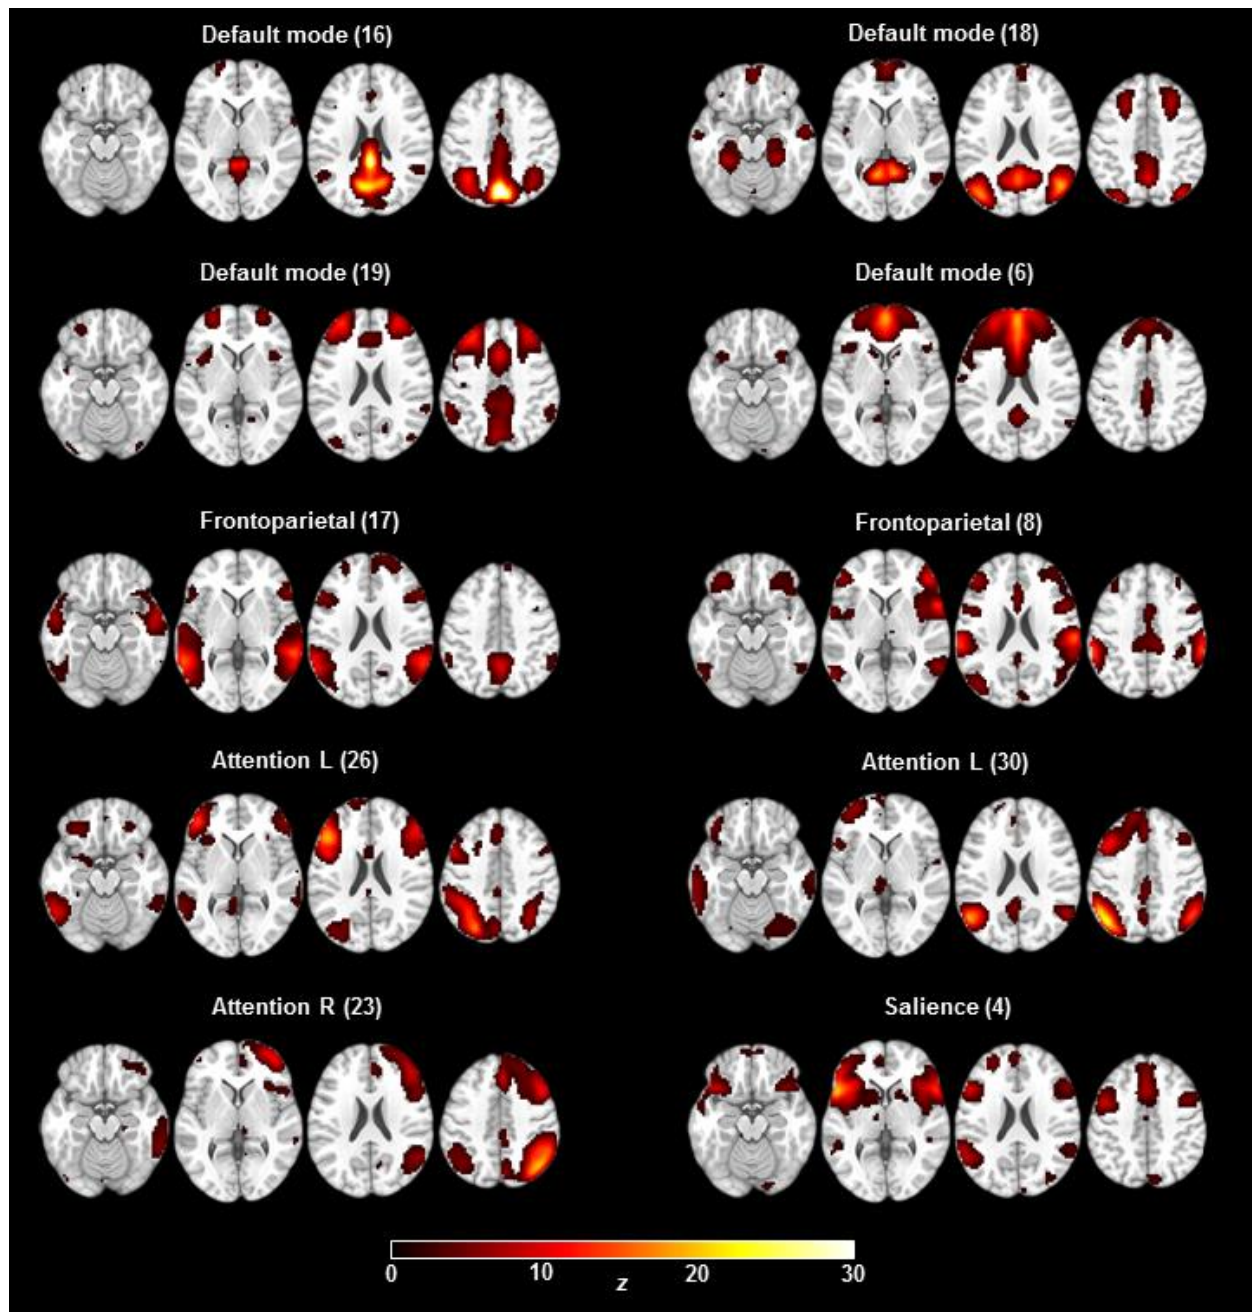 Default mode (16)
Default mode (18)
Default mode (19)
Default mode (6)
Frontoparietal (17)
Frontoparietal (8)
Attention L (26)
Attention L (30)
Attention R (23)
Salience (4)
0 10 20 30
z